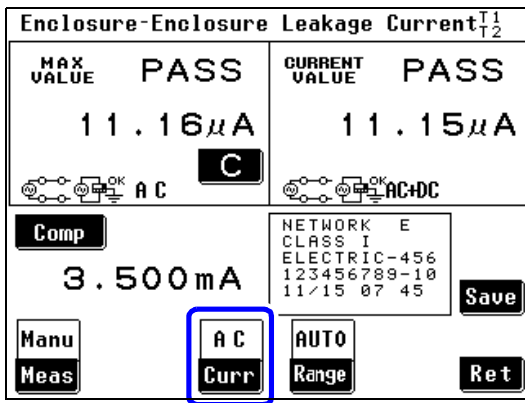 Enclosure-Enclosure Leakage Current T1 T2
MAX VALUE PASS
11.16μA
C
OK AC
CURRENT VALUE PASS
11.15μA
OK AC+DC
Comp
3.500mA
NETWORK E
CLASS I
ELECTRIC-456
123456789-10
11/15 07 45
Save
Manu
Meas
AC
Curr
AUTO
Range
Ret